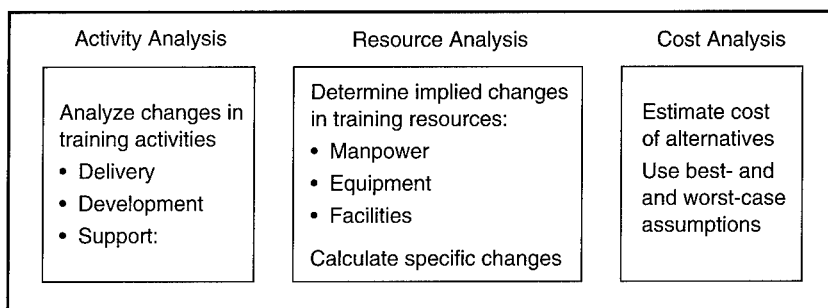 Activity Analysis
Analyze changes in
training activities
• Delivery
• Development
• Support:
Resource Analysis
Determine implied changes
in training resources:
• Manpower
• Equipment
• Facilities
Calculate specific changes
Cost Analysis
Estimate cost
of alternatives
Use best- and
and worst-case
assumptions